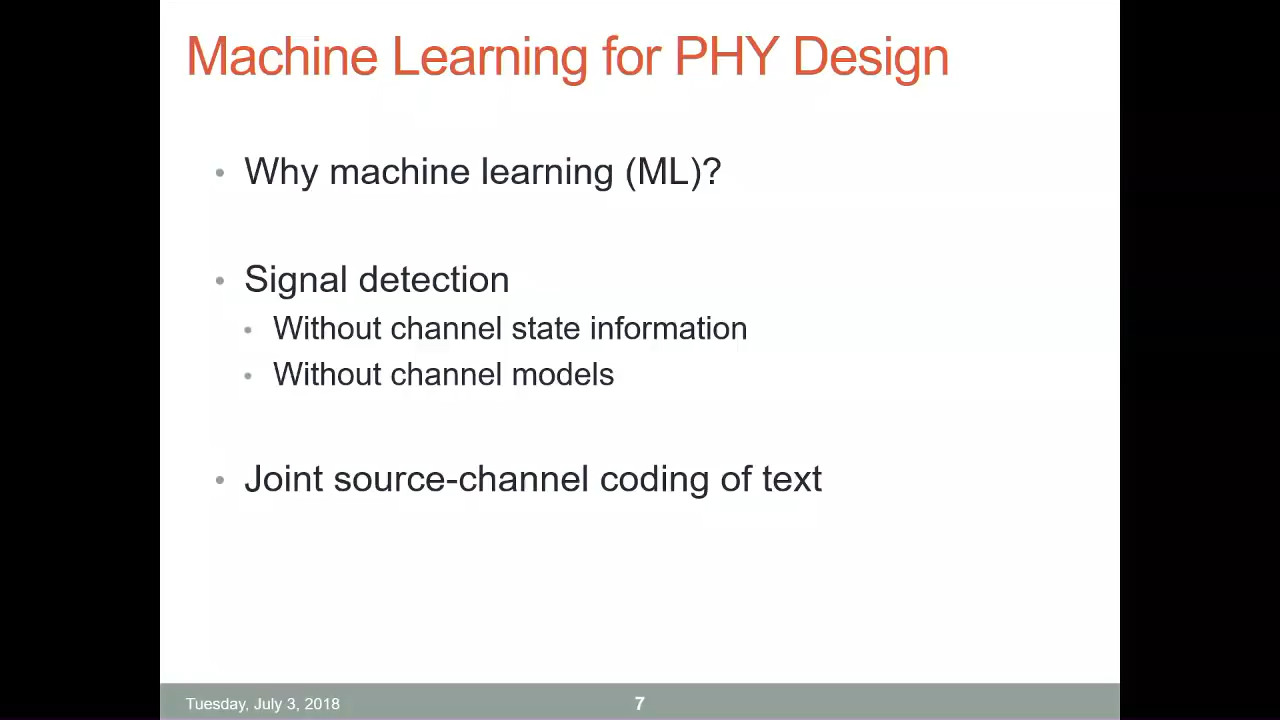 Machine Learning for PHY Design
• Why machine learning (ML)?
• Signal detection
• Without channel state information
• Without channel models
• Joint source-channel coding of text
Tuesday, July 3, 2018
7